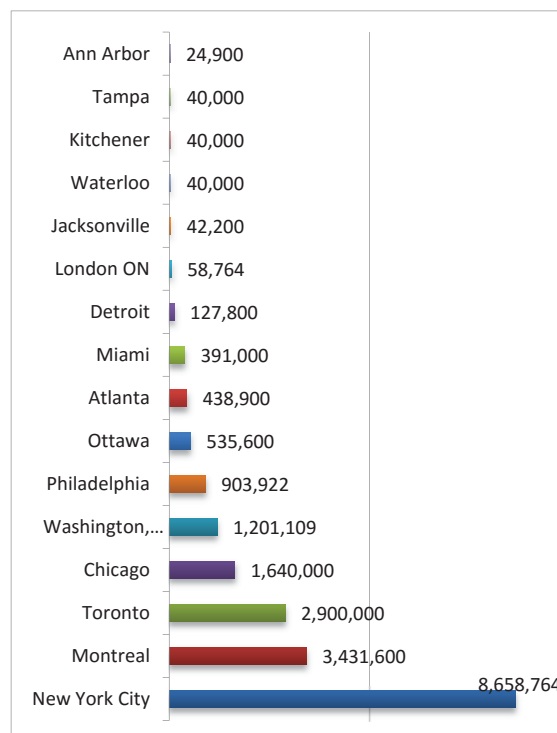 Ann Arbor 24,900
Tampa 40,000
Kitchener 40,000
Waterloo 40,000
Jacksonville 42,200
London ON 58,764
Detroit 127,800
Miami 391,000
Atlanta 438,900
Ottawa 535,600
Philadelphia 903,922
Washington,... 1,201,109
Chicago 1,640,000
Toronto 2,900,000
Montreal 3,431,600
New York City 8,658,764